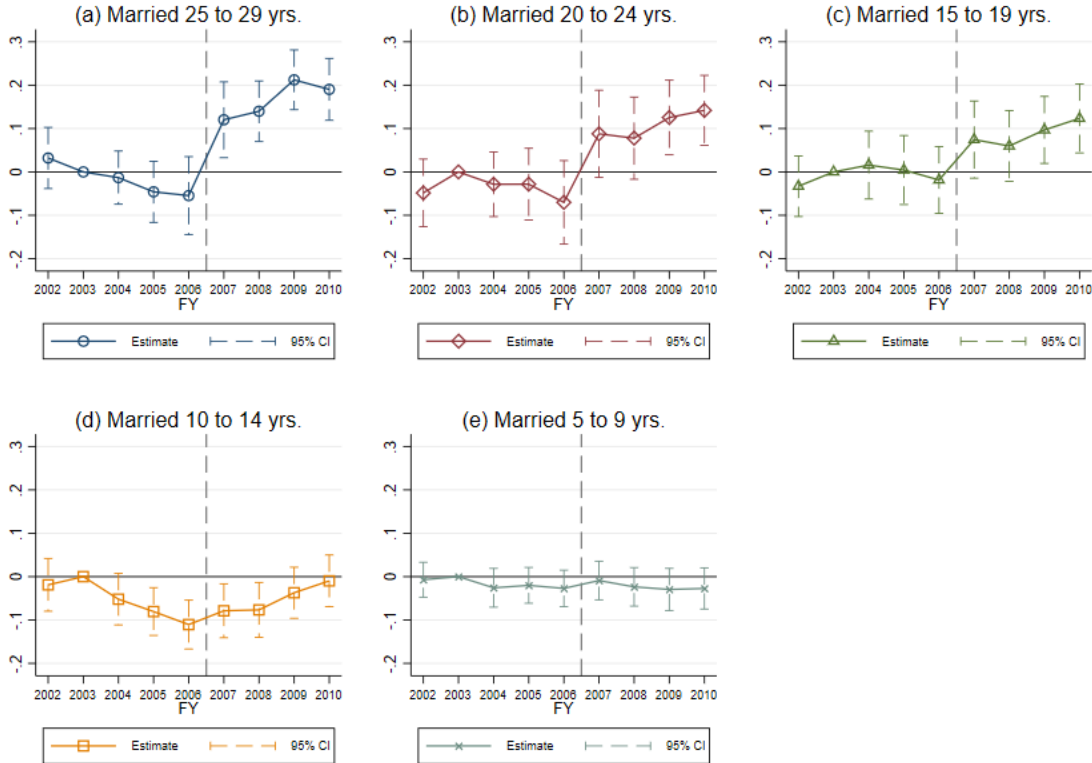 (a) Married 25 to 29 yrs.
.3
.2
.1
0
-.1
-.2
2002 2003 2004 2005 2006 2007 2008 2009 2010
FY
Estimate 95% CI
(b) Married 20 to 24 yrs.
.3
.2
.1
0
-.1
-.2
2002 2003 2004 2005 2006 2007 2008 2009 2010
FY
Estimate 95% CI
(c) Married 15 to 19 yrs.
.3
.2
.1
0
-.1
-.2
2002 2003 2004 2005 2006 2007 2008 2009 2010
FY
Estimate 95% CI
(d) Married 10 to 14 yrs.
.3
.2
.1
0
-.1
-.2
2002 2003 2004 2005 2006 2007 2008 2009 2010
FY
Estimate 95% CI
(e) Married 5 to 9 yrs.
.3
.2
.1
0
-.1
-.2
2002 2003 2004 2005 2006 2007 2008 2009 2010
FY
Estimate 95% CI